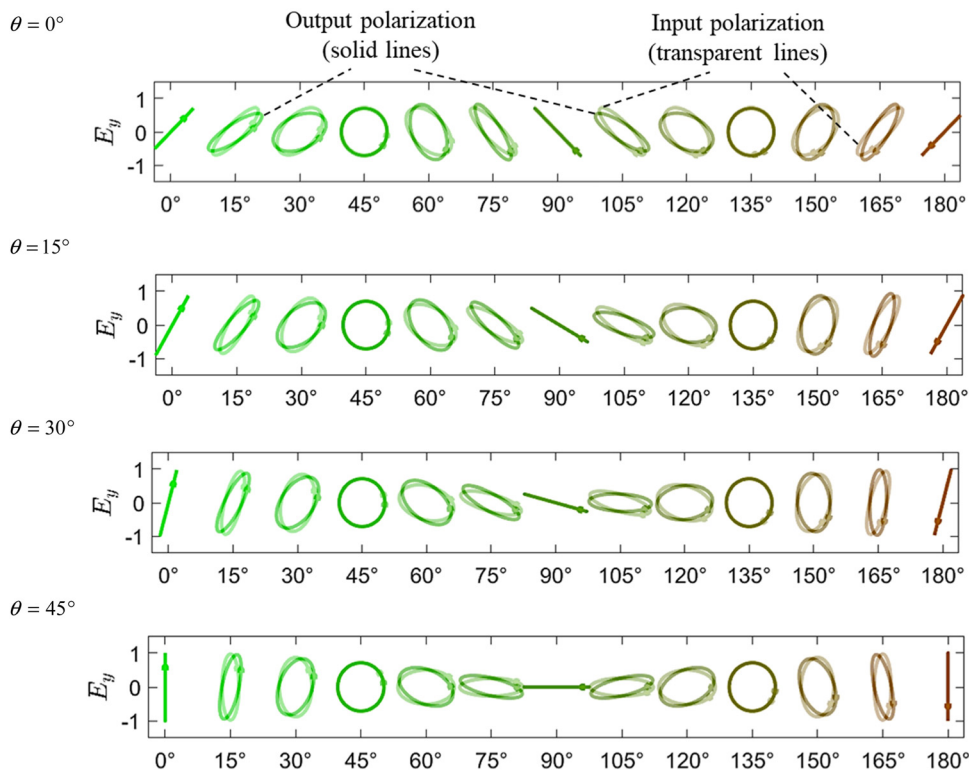 θ = 0°
Output polarization
(solid lines)
Input polarization
(transparent lines)
1
0
-1
E_y
0° 15° 30° 45° 60° 75° 90° 105° 120° 135° 150° 165° 180°
θ = 15°
1
0
-1
E_y
0° 15° 30° 45° 60° 75° 90° 105° 120° 135° 150° 165° 180°
θ = 30°
1
0
-1
E_y
0° 15° 30° 45° 60° 75° 90° 105° 120° 135° 150° 165° 180°
θ = 45°
1
0
-1
E_y
0° 15° 30° 45° 60° 75° 90° 105° 120° 135° 150° 165° 180°